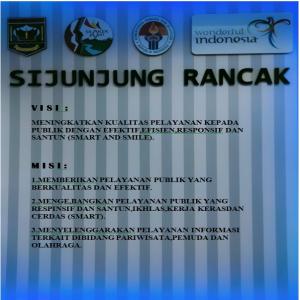 wonderful
indonesia
SIJUNJUNG RANCAK
VISI :
MENINGKATKAN KUALITAS PELAYANAN KEPADA
PUBLIK DENGAN EFEKTIF,EFISIEN,RESPONSIF DAN
SANTUN (SMART AND SMILE).
MISI :
1.MEMBERIKAN PELAYANAN PUBLIK YANG
BERKUALITAS DAN EFEKTIF.
2.MENGE,BANGKAN PELAYANAN PUBLIK YANG
RESPINSIF DAN SANTUN,IKHLAS,KERJA KERASDAN
CERDAS (SMART).
3.MENYELENGGARAKAN PELAYANAN INFORMASI
TERKAIT DIBIDANG PARIWISATA,PEMUDA DAN
OLAHRAGA.